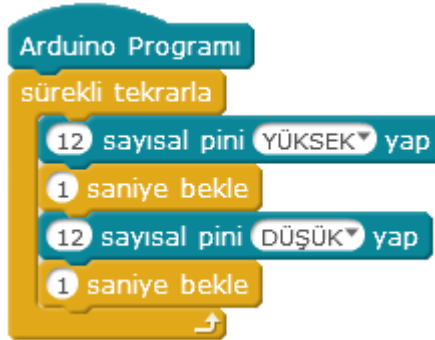 Arduino Programı
sürekli tekrarla
12 sayısal pini YÜKSEK yap
1 saniye bekle
12 sayısal pini DÜŞÜK yap
1 saniye bekle